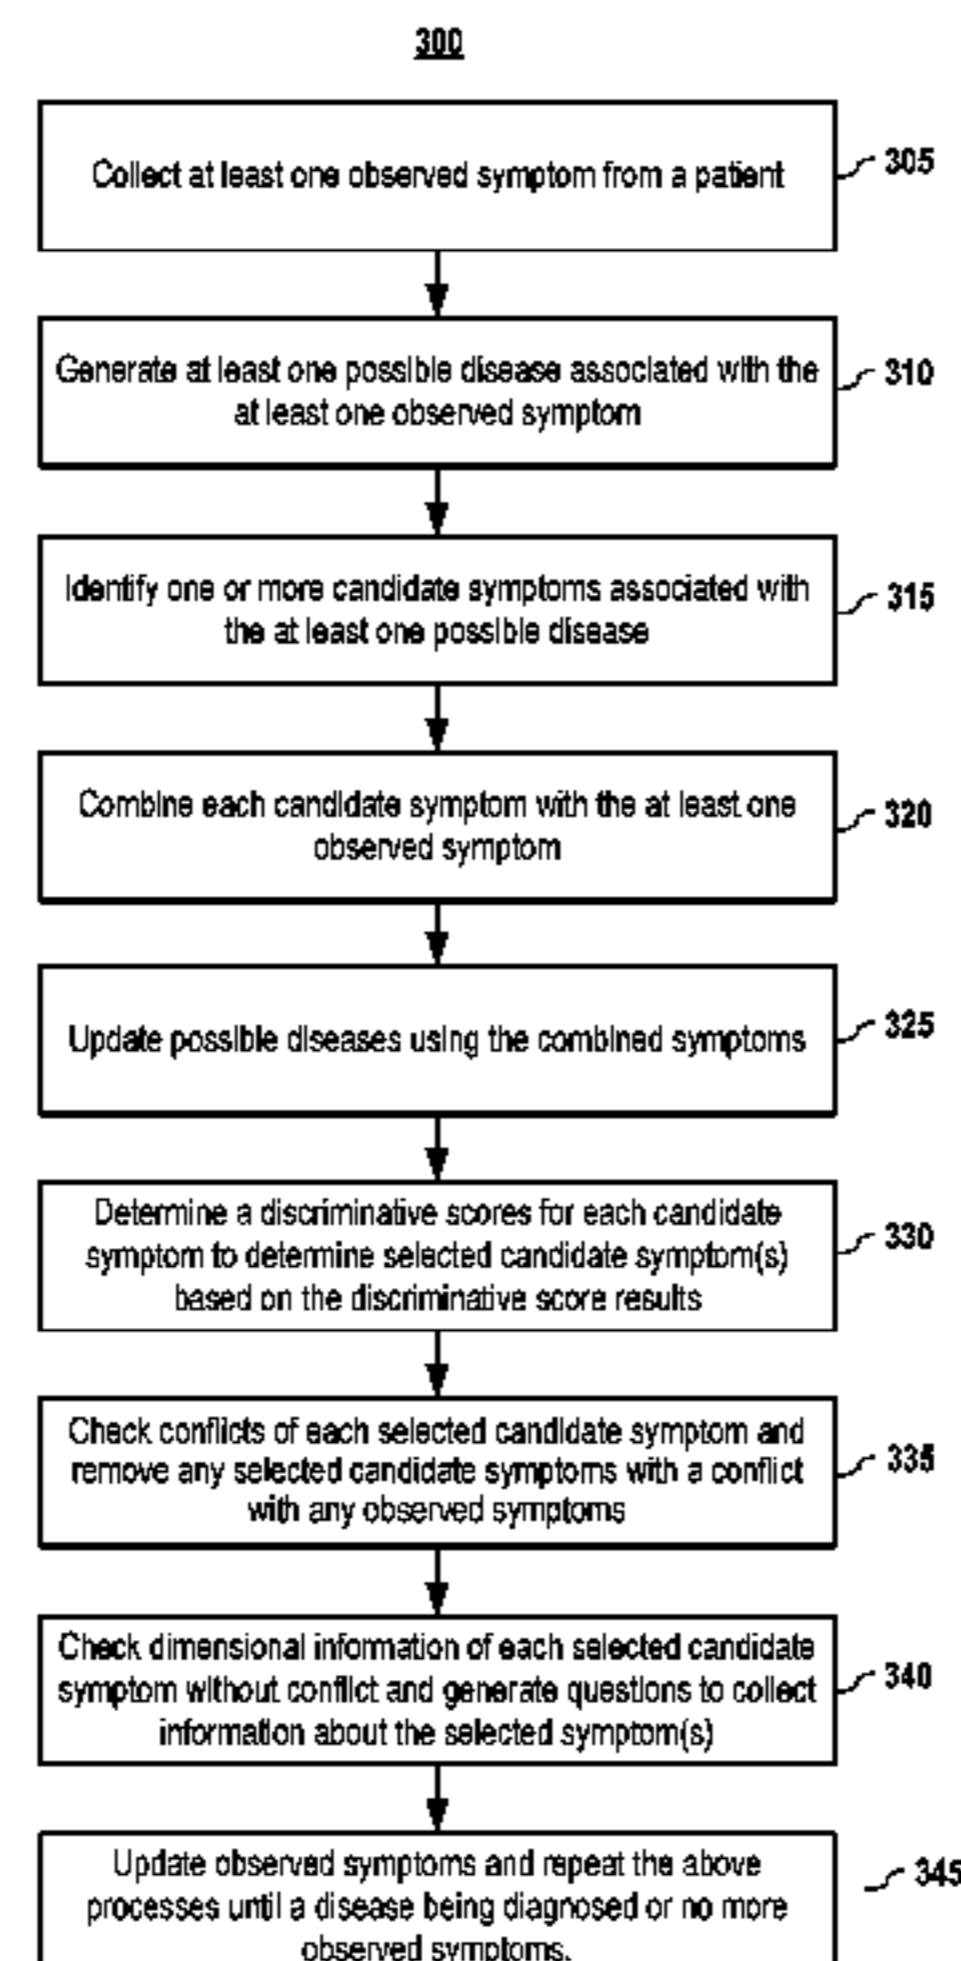 300
Collect at least one observed symptom from a patient
305
Generate at least one possible disease associated with the
at least one observed symptom
310
Identify one or more candidate symptoms associated with
the at least one possible disease
315
Combine each candidate symptom with the at least one
observed symptom
320
Update possible diseases using the combined symptoms
325
Determine a discriminative scores for each candidate
symptom to determine selected candidate symptom(s)
based on the discriminative score results
330
Check conflicts of each selected candidate symptom and
remove any selected candidate symptoms with a conflict
with any observed symptoms
335
Check dimensional information of each selected candidate
symptom without conflict and generate questions to collect
information about the selected symptom(s)
340
Update observed symptoms and repeat the above
processes until a disease being diagnosed or no more
observed symptoms.
345